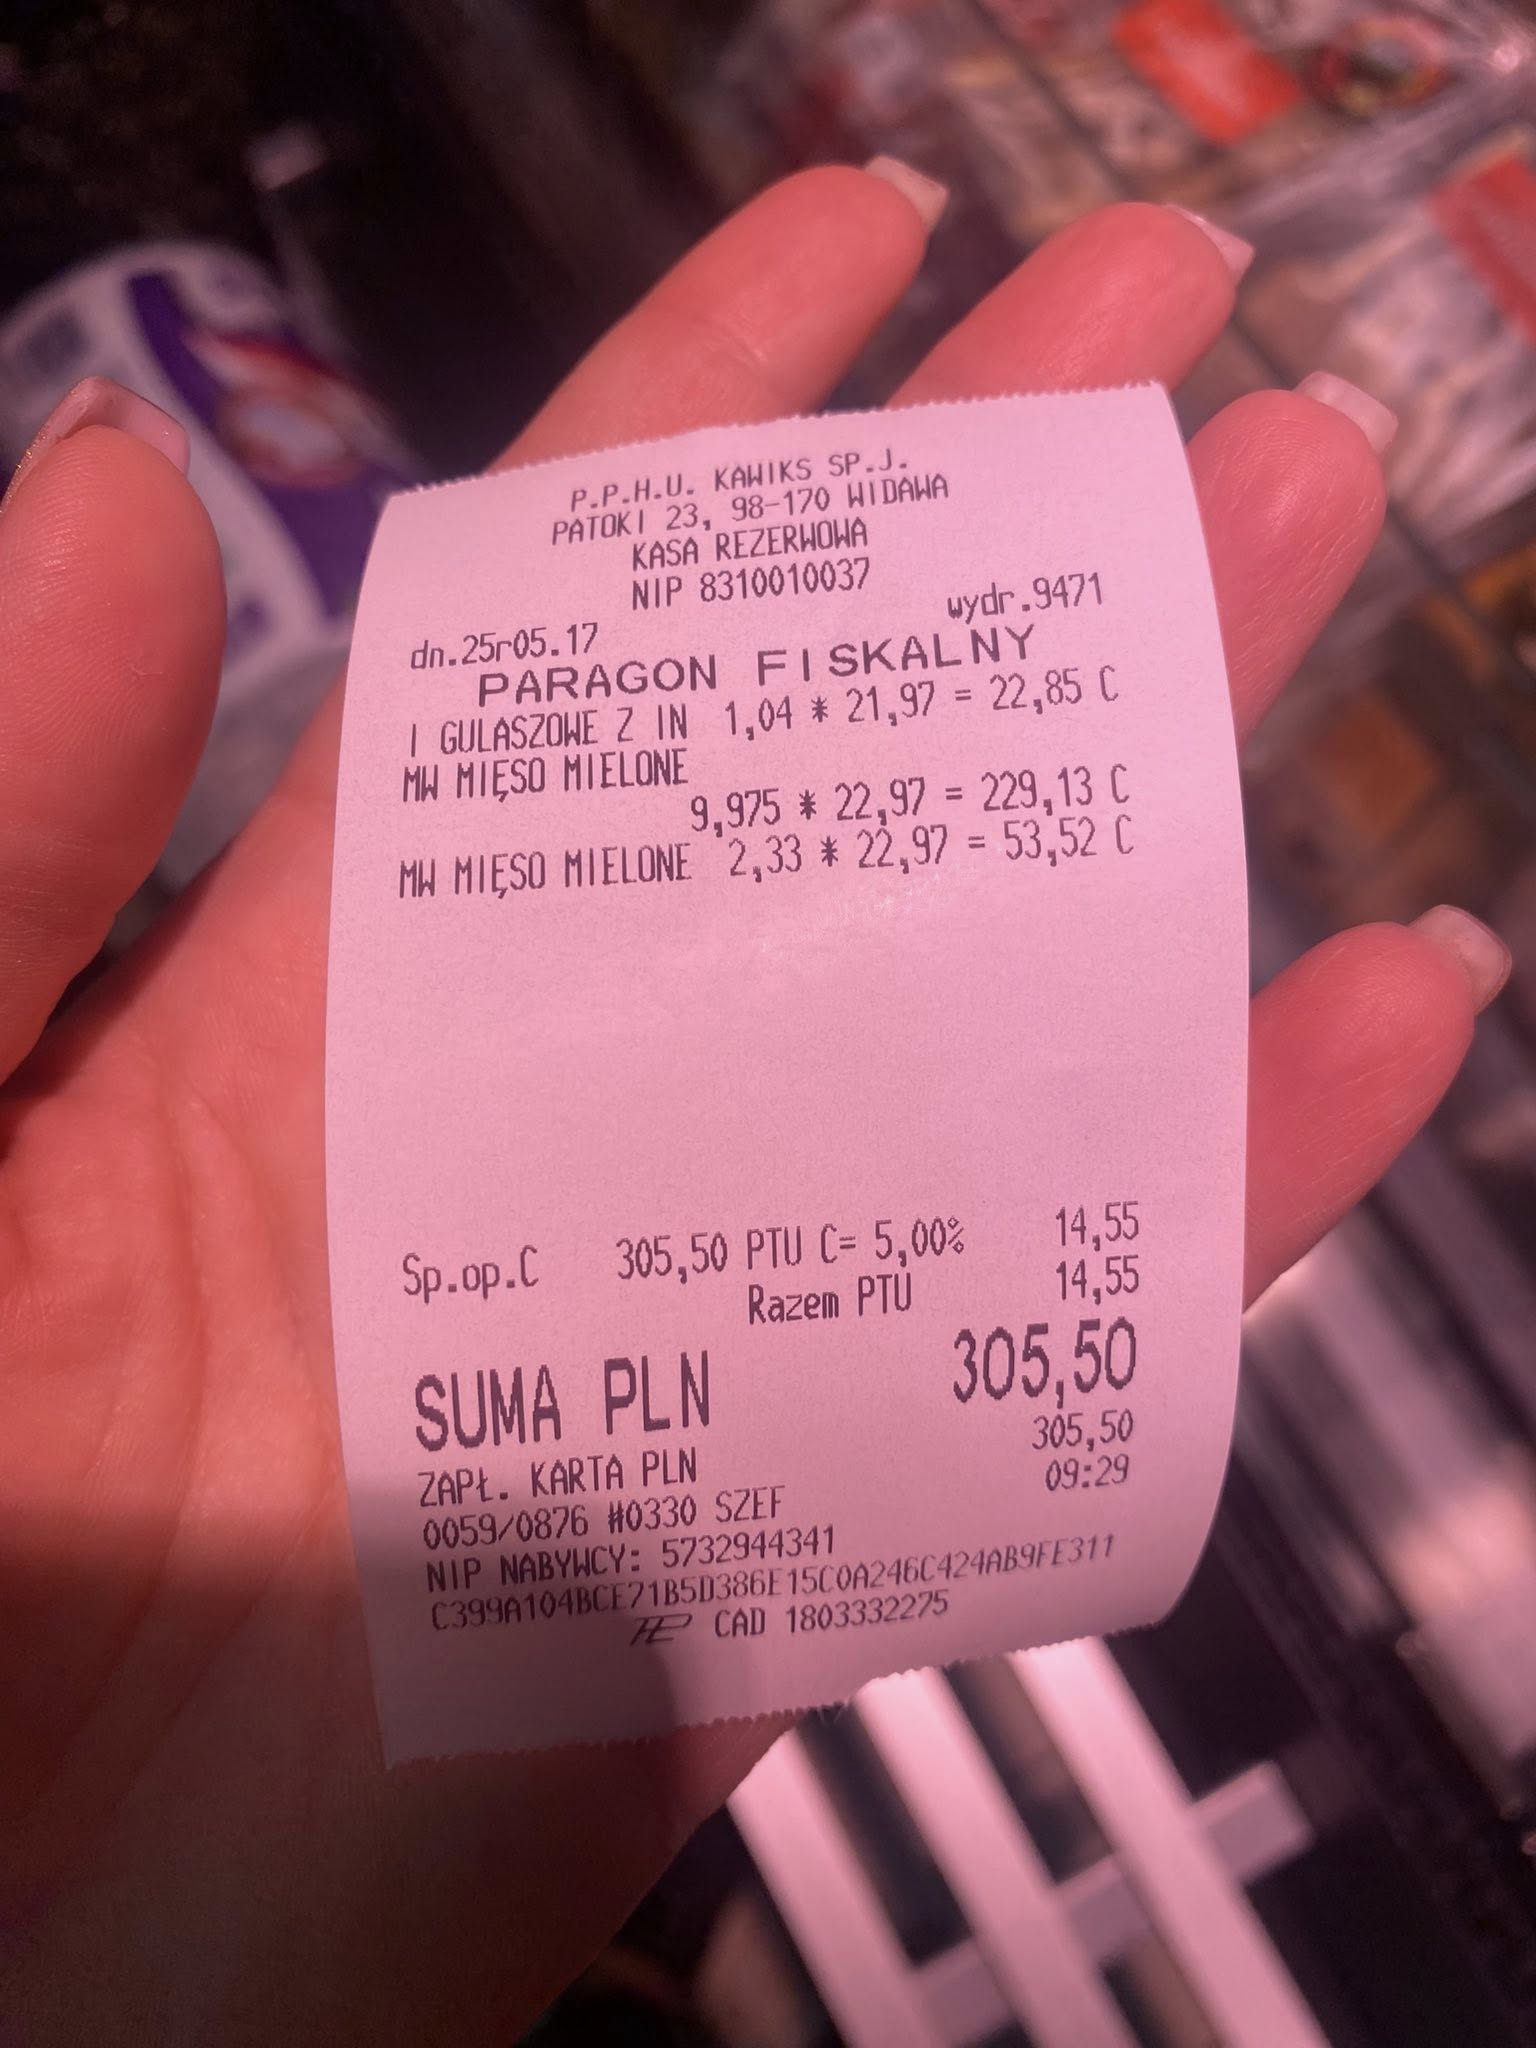 P.P.H.U. KAWIKS SP.J.
PATOKI 23, 98-170 WIDAWA
KASA REZERWOWA
NIP 8310010037
dn.25r05.17 wydr.9471
PARAGON FISKALNY
I GULASZOWE Z IN 1,04 * 21,97 = 22,85 C
MW MIĘSO MIELONE
9,975 * 22,97 = 229,13 C
MW MIĘSO MIELONE 2,33 * 22,97 = 53,52 C
Sp.op.C 305,50 PTU C= 5,00% 14,55
Razem PTU 14,55
SUMA PLN 305,50
ZAPŁ. KARTA PLN 305,50
0059/0876 #0330 SZEF 09:29
NIP NABYWCY: 5732944341
C399A104BCE71B5D386E15C0A246C424AB9FE311
CAD 1803332275